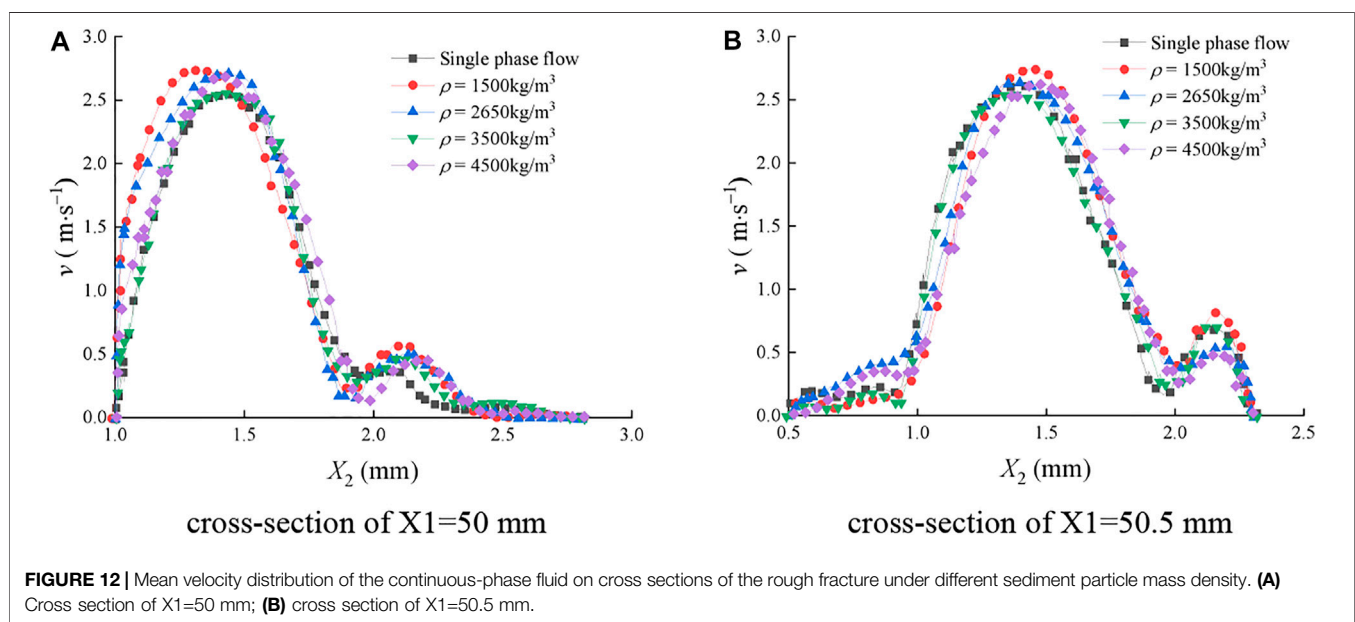 A
3.0
2.5
2.0
1.5
1.0
0.5
0.0
v ( m·s⁻¹)
Single phase flow
ρ = 1500kg/m³
ρ = 2650kg/m³
ρ = 3500kg/m³
ρ = 4500kg/m³
1.0 1.5 2.0 2.5 3.0
X₂ (mm)
cross-section of X1=50 mm
B
3.0
2.5
2.0
1.5
1.0
0.5
0.0
v ( m·s⁻¹)
Single phase flow
ρ = 1500kg/m³
ρ = 2650kg/m³
ρ = 3500kg/m³
ρ = 4500kg/m³
0.5 1.0 1.5 2.0 2.5
X₂ (mm)
cross-section of X1=50.5 mm
FIGURE 12 | Mean velocity distribution of the continuous-phase fluid on cross sections of the rough fracture under different sediment particle mass density. (A)
Cross section of X1=50 mm; (B) cross section of X1=50.5 mm.